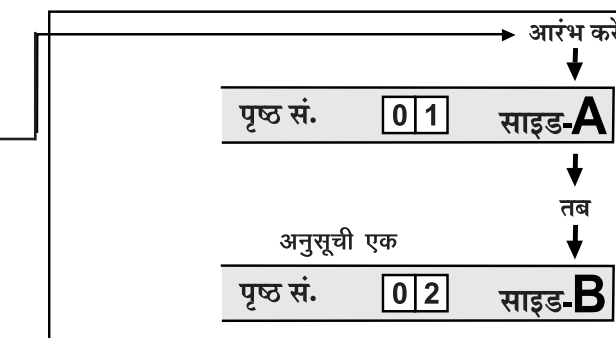 आरंभ करें
पृष्ठ सं. 01 साइड-A
तब
अनुसूची एक
पृष्ठ सं. 02 साइड-B